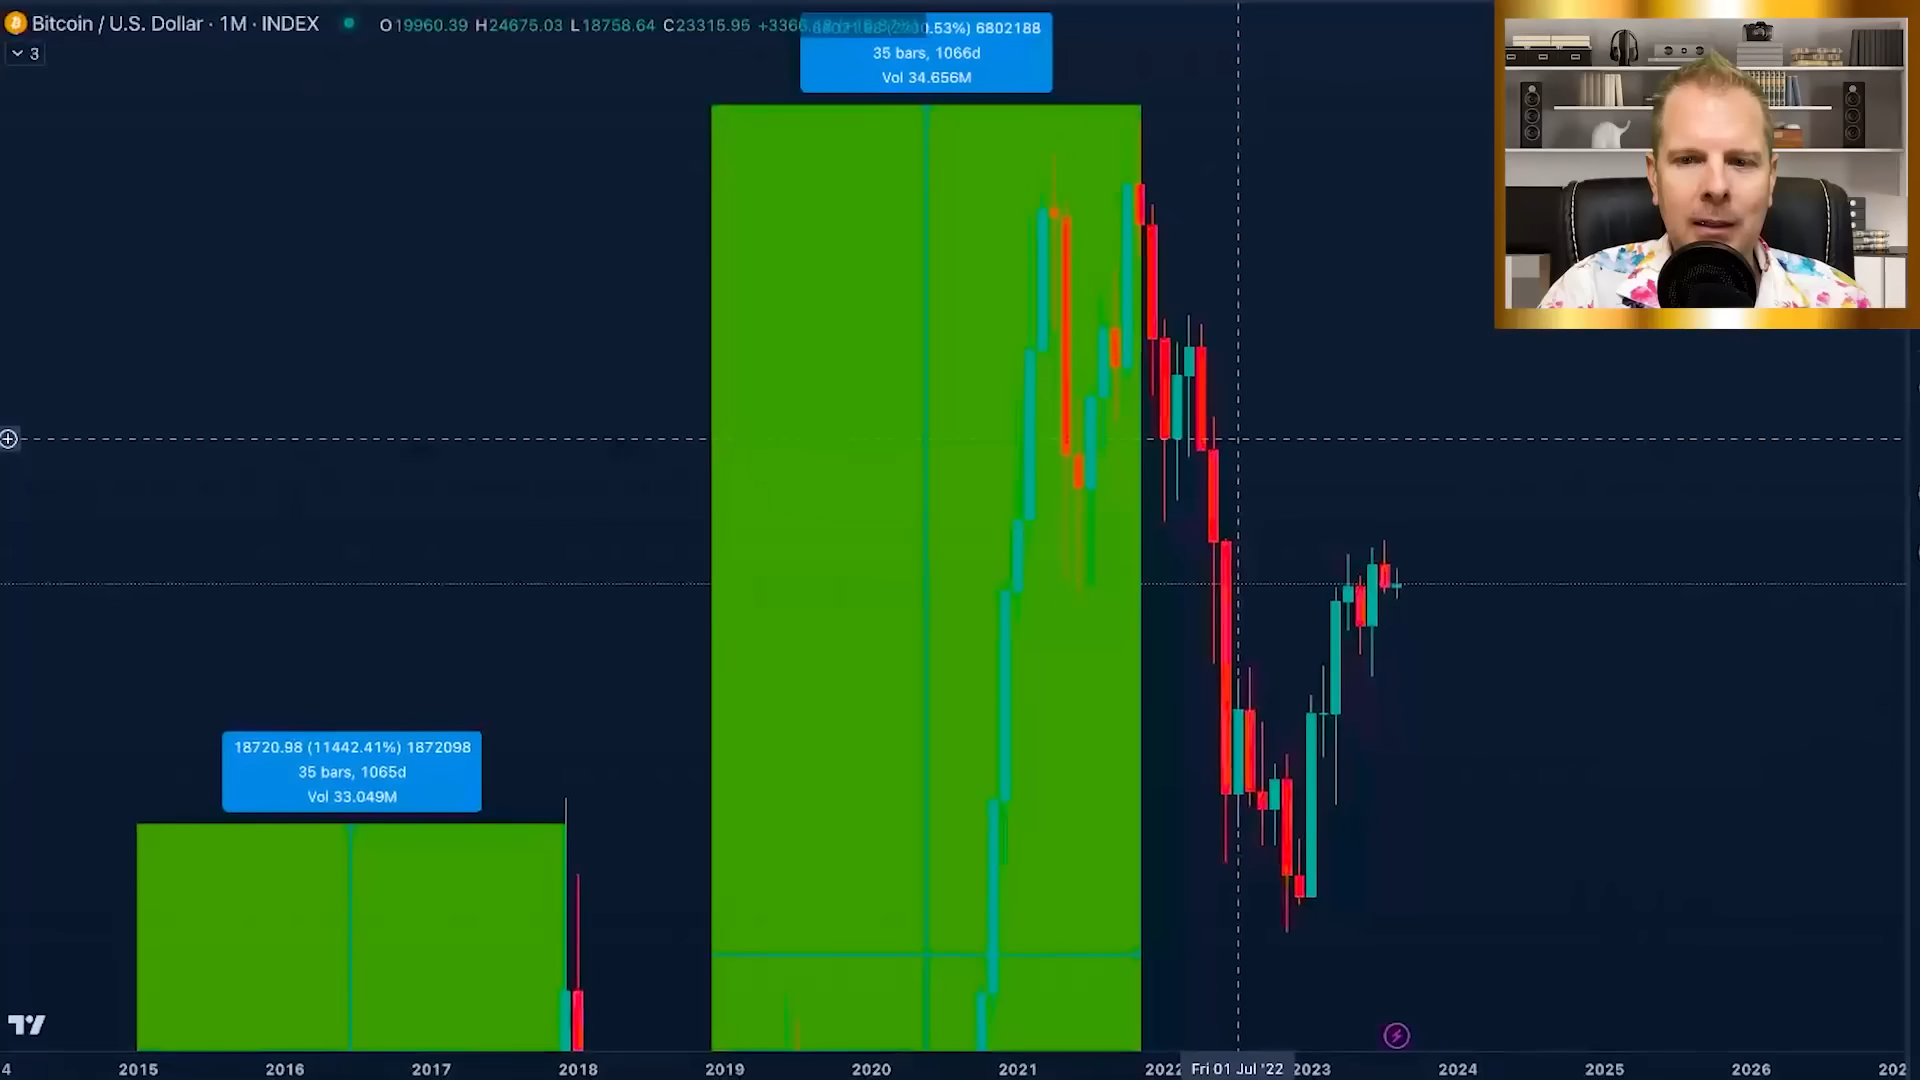 Bitcoin / U.S. Dollar · 1M · INDEX O19960.39 H24675.03 L18758.64 C23315.95
3
6802188
35 bars, 1066d
Vol 34.656M
18720.98 (11442.41%) 1872098
35 bars, 1065d
Vol 33.049M
4 2015 2016 2017 2018 2019 2020 2021 2022 Fri 01 Jul '22 2023 2024 2025 2026 202